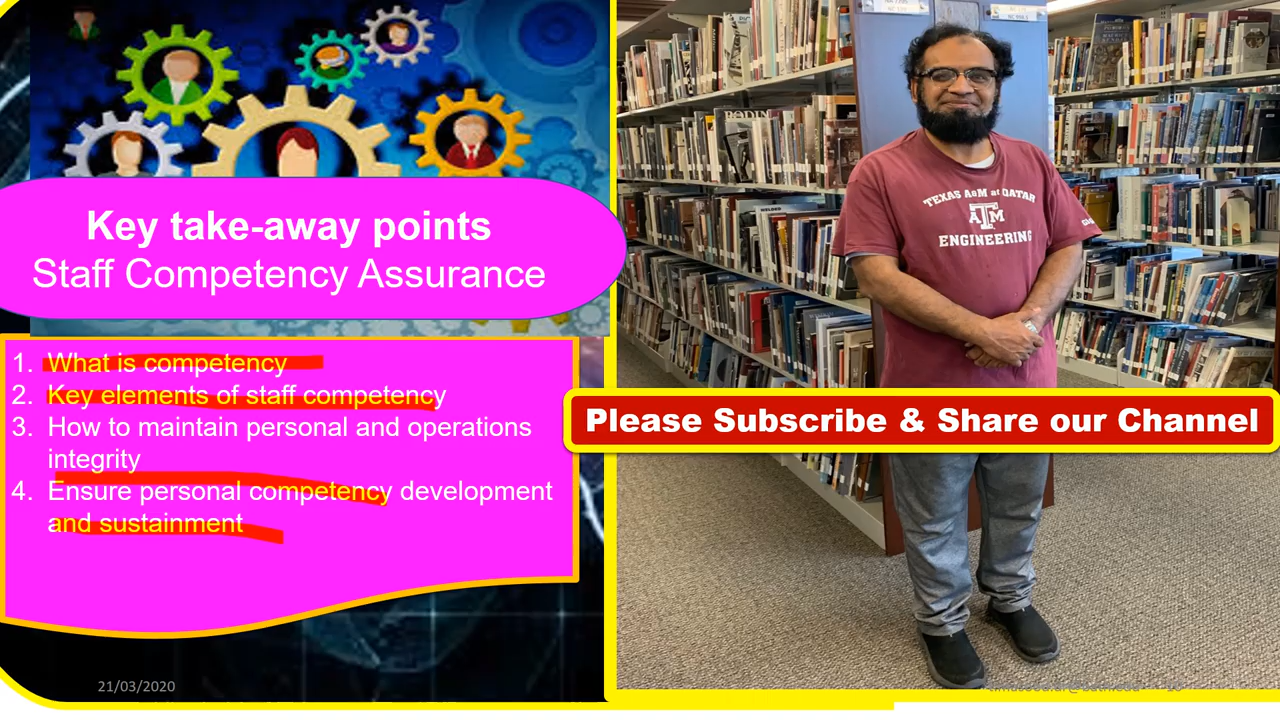 Key take-away points
Staff Competency Assurance
1. What is competency
2. Key elements of staff competency
3. How to maintain personal and operations
integrity
4. Ensure personal competency development
and sustainment
21/03/2020
TEXAS A&M at QATAR
ATM
ENGINEERING
Please Subscribe & Share our Channel